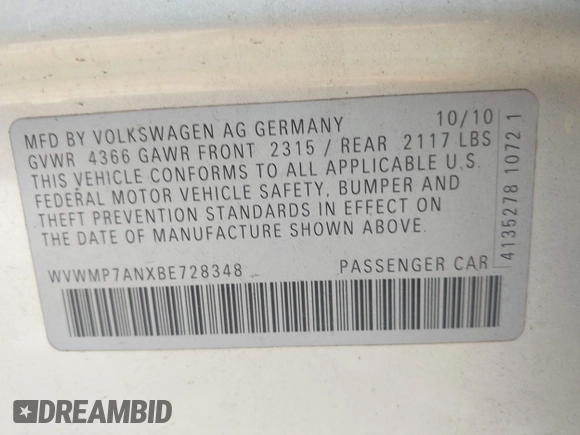 MFD BY VOLKSWAGEN AG GERMANY 10/10
GVWR 4366 GAWR FRONT 2315 / REAR 2117 LBS
THIS VEHICLE CONFORMS TO ALL APPLICABLE U.S.
FEDERAL MOTOR VEHICLE SAFETY, BUMPER AND
THEFT PREVENTION STANDARDS IN EFFECT ON
THE DATE OF MANUFACTURE SHOWN ABOVE.
WVWMP7ANXBE728348 PASSENGER CAR
4135278 1072 1
DREAMBID